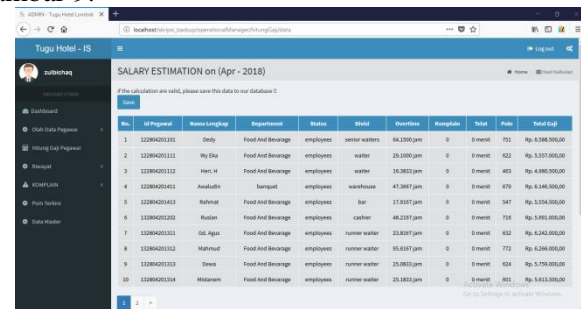 ADMIN - Tugu Hotel Lombok
localhost/skripsi_backup/operationalManager/hitungGaji/data
Tugu Hotel - IS
Log out
zulbichaq
SALARY ESTIMATION on (Apr - 2018)
Home
if the calculation are valid, please save this data to our database !!
Save
Dashboard
Olah Data Pegawai
Hitung Gaji Pegawai
Riwayat
KOMPLAIN
Poin Terkini
Data Master
No. Id Pegawai Nama Lengkap Department Status Divisi Overtime Komplain Telat Poin Total Gaji
1 122804201101 Dedy Food And Bevarage employees senior waiters 64.1500 jam 0 0 menit 751 Rp. 6.588.500,00
2 122804201111 Wy Eka Food And Bevarage employees waiter 29.1000 jam 0 0 menit 622 Rp. 5.557.000,00
3 122804201112 Heri. H Food And Bevarage employees waiter 16.3833 jam 0 0 menit 463 Rp. 4.980.500,00
4 122804201411 Awaludin banquet employees warehouse 47.3667 jam 0 0 menit 679 Rp. 6.146.500,00
5 132804201413 Rahmat Food And Bevarage employees bar 17.9167 jam 0 0 menit 547 Rp. 5.554.500,00
6 132804201202 Ruslan Food And Bevarage employees cashier 48.2167 jam 0 0 menit 716 Rp. 5.891.000,00
7 132804201311 Gd. Agus Food And Bevarage employees runner waiter 23.8167 jam 0 0 menit 632 Rp. 6.242.000,00
8 132804201312 Mahmud Food And Bevarage employees runner waiter 95.6167 jam 0 0 menit 772 Rp. 6.266.000,00
9 132804201313 Dewa Food And Bevarage employees runner waiter 25.0833 jam 0 0 menit 624 Rp. 5.759.000,00
10 132804201314 Mistanom Food And Bevarage employees runner waiter 25.1833 jam 0 0 menit 601 Rp. 5.813.500,00
Activate Windows
Go to Settings to activate Windows.
1 2 »